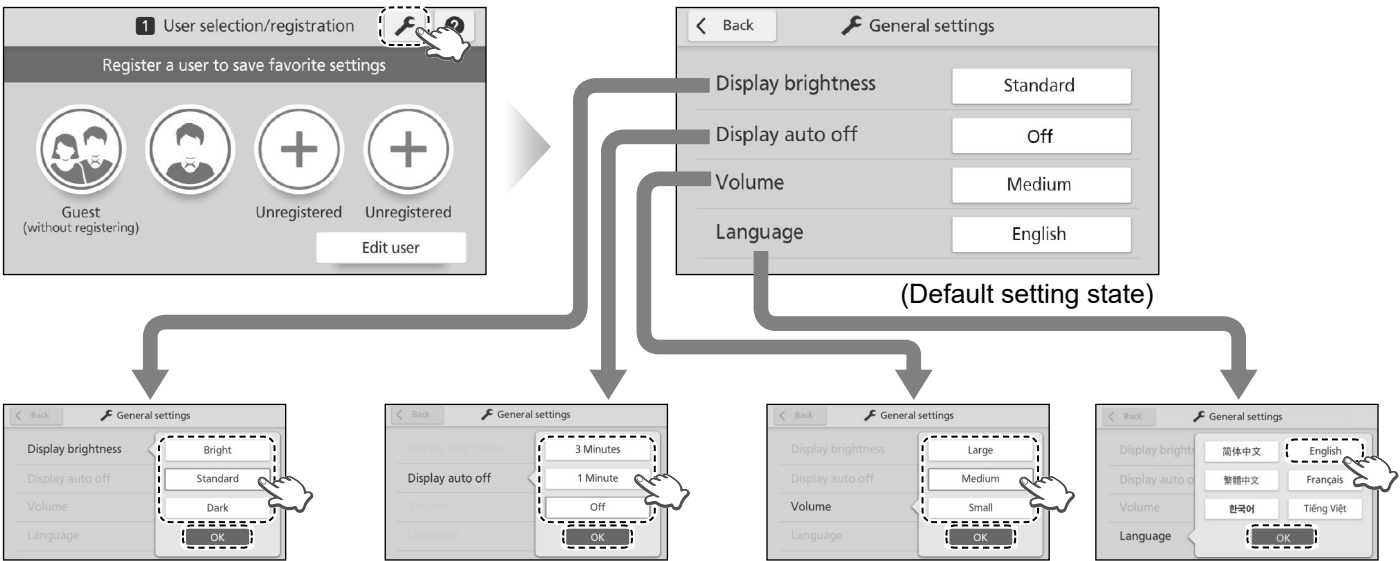 1 User selection/registration
?
Register a user to save favorite settings
Guest
(without registering)
Unregistered
Unregistered
Edit user
Back
General settings
Display brightness
Standard
Display auto off
Off
Volume
Medium
Language
English
(Default setting state)
Back
General settings
Display brightness
Bright
Display auto off
Standard
Volume
Dark
Language
OK
Back
General settings
Display brightness
3 Minutes
Display auto off
1 Minute
Volume
Off
Language
OK
Back
General settings
Display brightness
Large
Display auto off
Medium
Volume
Small
Language
OK
Back
General settings
Display bright
简体中文
English
Display auto o
繁體中文
Français
Volume
한국어
Tiếng Việt
Language
OK